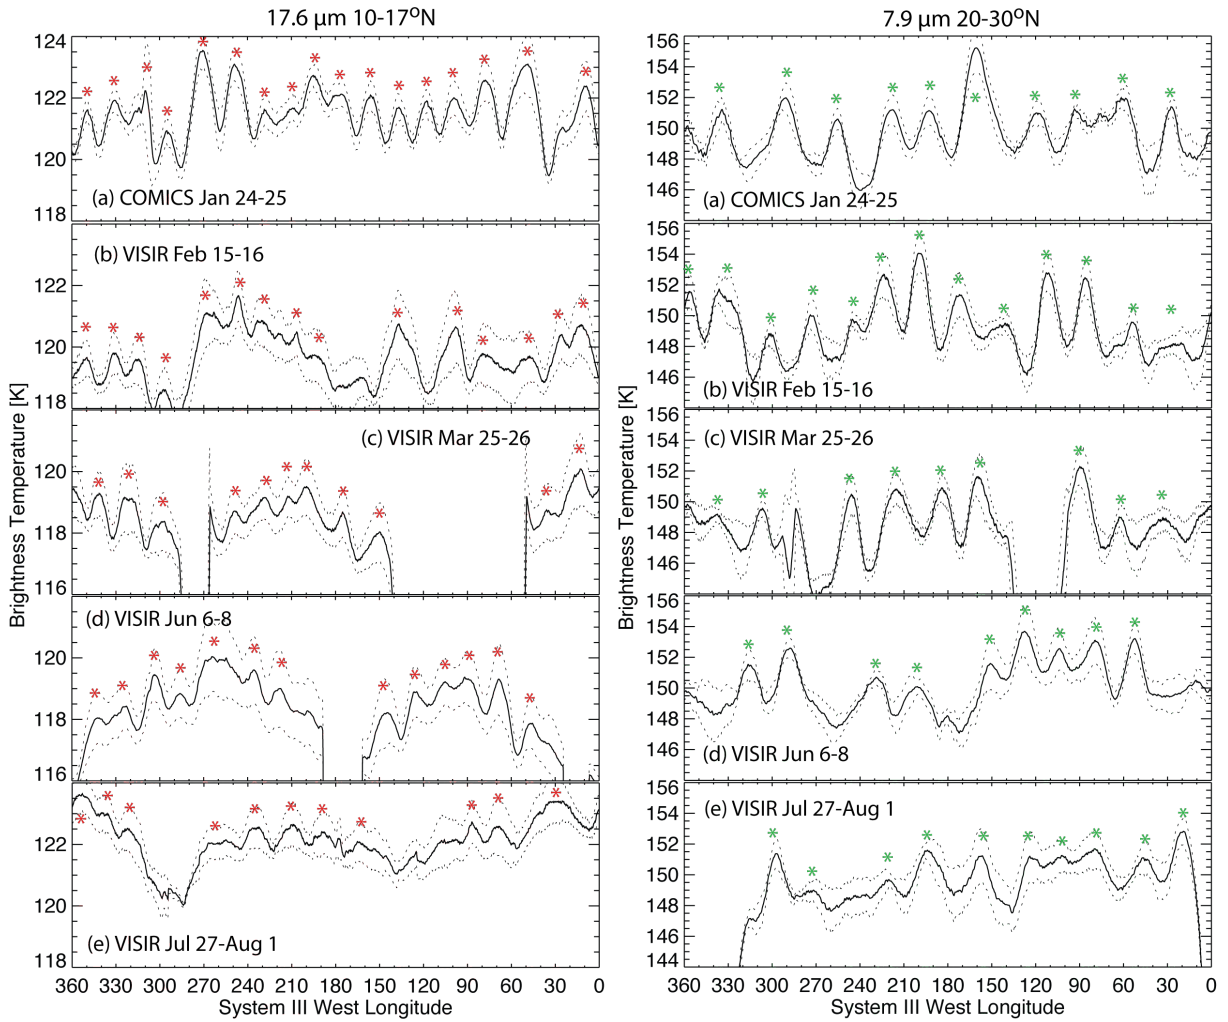 17.6 μm 10-17ºN
124
122
120
118
(a) COMICS Jan 24-25
122
120
118
(b) VISIR Feb 15-16
120
118
116
(c) VISIR Mar 25-26
120
118
116
(d) VISIR Jun 6-8
122
120
118
(e) VISIR Jul 27-Aug 1
360 330 300 270 240 210 180 150 120 90 60 30 0
System III West Longitude
Brightness Temperature [K]
7.9 μm 20-30ºN
156
154
152
150
148
146
(a) COMICS Jan 24-25
156
154
152
150
148
146
(b) VISIR Feb 15-16
156
154
152
150
148
146
(c) VISIR Mar 25-26
156
154
152
150
148
146
(d) VISIR Jun 6-8
156
154
152
150
148
146
144
(e) VISIR Jul 27-Aug 1
360 330 300 270 240 210 180 150 120 90 60 30 0
System III West Longitude
Brightness Temperature [K]